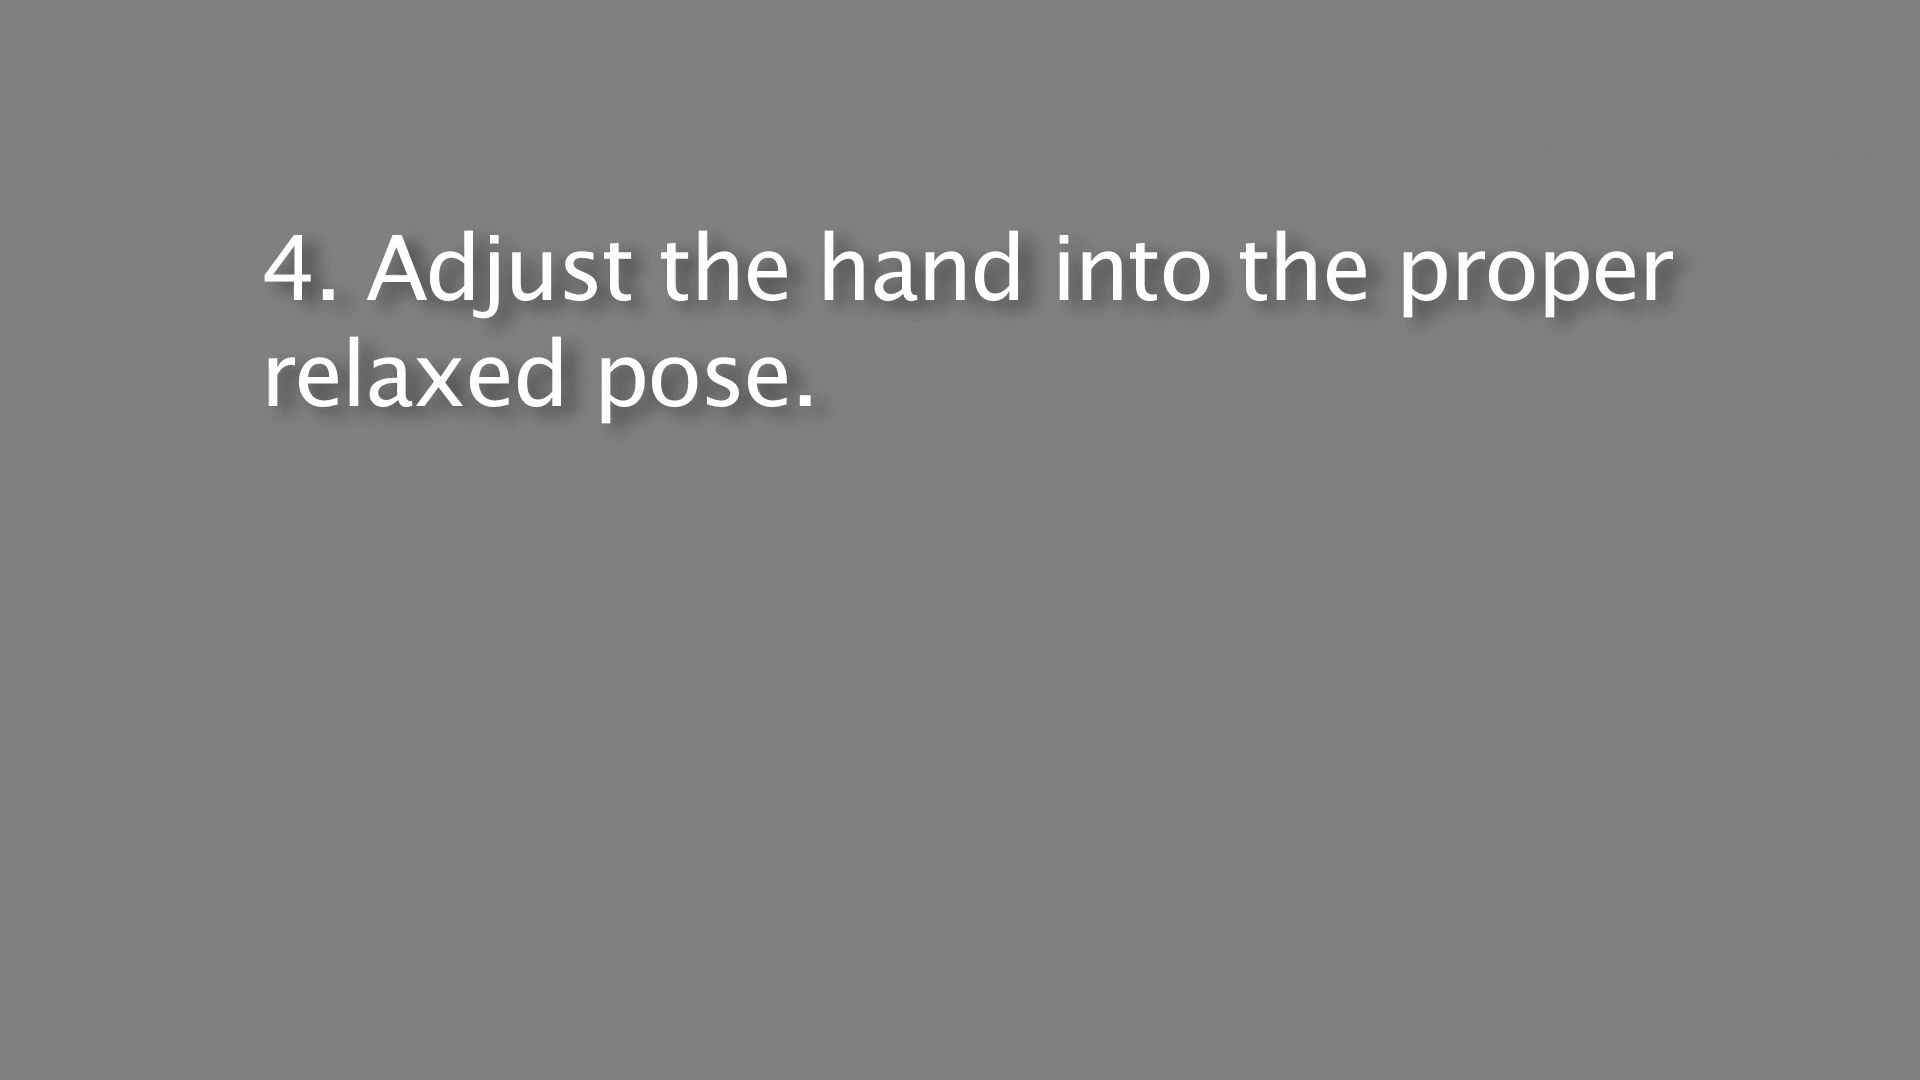 4. Adjust the hand into the proper
relaxed pose.